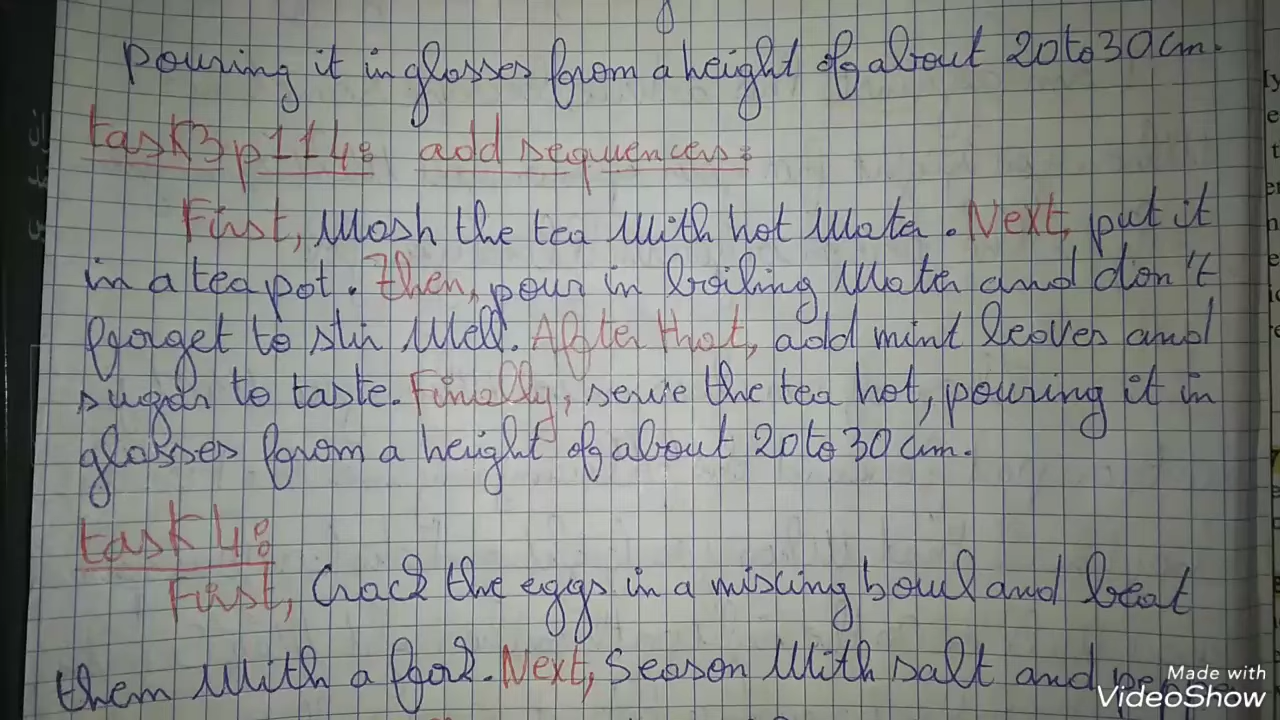 pouring it in glasses from a height of about 20 to 30 cm.
task3 p114: add sequencers:
First, wash the tea with hot water. Next, put it
in a tea pot. Then, pour in boiling water and don't
forget to stir well. After that, add mint leaves and
sugar to taste. Finally, serve the tea hot, pouring it in
glasses from a height of about 20 to 30 cm.
task 4:
First, Crack the eggs in a mixing bowl and beat
them with a fork. Next, Season with salt and
Made with
VideoShow